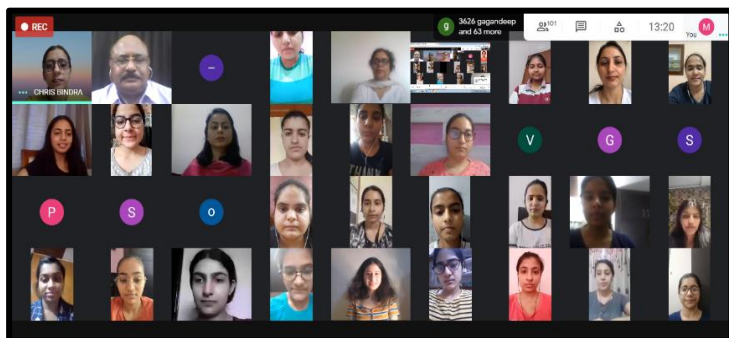 REC
g
3626 gagandeep
and 63 more
101
13:20
You
M
CHRIS BINDRA
V
G
S
P
S
o